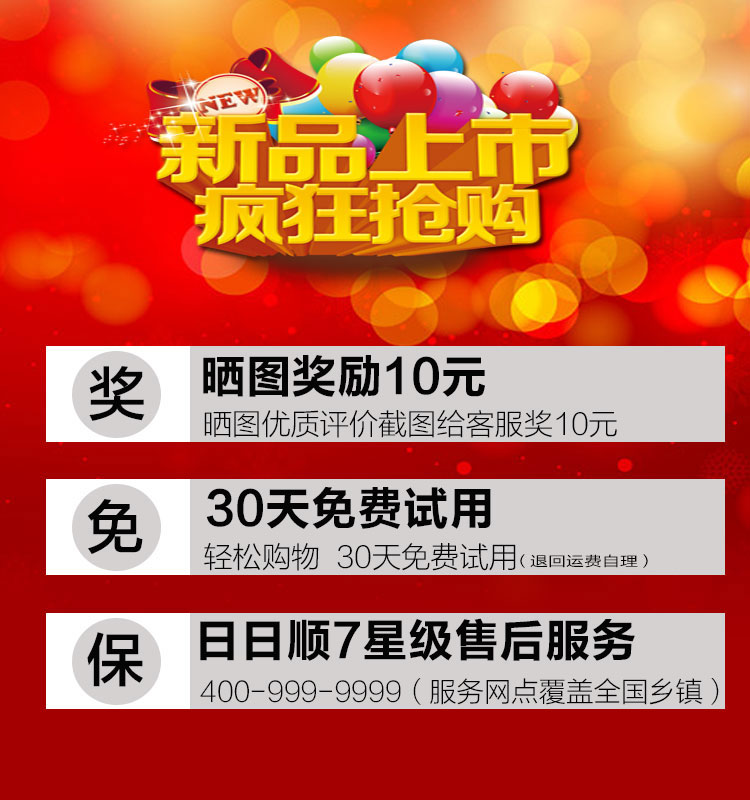 NEW
新品上市
疯狂抢购
奖
晒图奖励10元
晒图优质评价截图给客服奖10元
免
30天免费试用
轻松购物 30天免费试用(退回运费自理)
保
日日顺7星级售后服务
400-999-9999(服务网点覆盖全国乡镇)